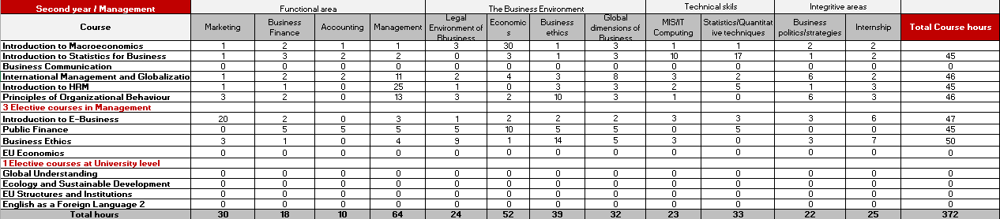 Second year / Management Functional area The Business Environment Technical skills Integritive areas
Course Marketing Business Finance Accounting Management Legal Environment of Bbusiness Economics Business ethics Global dimensions of Business MIS/IT Computing Statistics/Quantitative techniques Business politics/strategies Internship Total Course hours
Introduction to Macroeconomics 1 2 1 1 3 30 1 3 1 1 2 2
Introduction to Statistics for Business 1 3 2 2 0 3 1 3 10 17 1 2 45
Business Communication 0 0 0 0 0 0 0 0 0 0 0 0 0
International Management and Globalizatio 1 2 2 11 2 4 3 8 3 2 6 2 46
Introduction to HRM 1 1 0 25 1 0 3 3 2 5 1 3 45
Principles of Organizational Behaviour 3 2 0 13 3 2 10 3 1 0 6 3 46
3 Elective courses in Management
Introduction to E-Business 20 2 0 3 1 2 2 2 3 3 3 6 47
Public Finance 0 5 5 5 5 10 5 5 0 5 0 0 45
Business Ethics 3 1 0 4 9 1 14 5 3 0 3 7 50
EU Economics 0 0 0 0 0 0 0 0 0 0 0 0 0
1 Elective courses at University level
Global Understanding 0 0 0 0 0 0 0 0 0 0 0 0 0
Ecology and Sustainable Development 0 0 0 0 0 0 0 0 0 0 0 0 0
EU Structures and Institutions 0 0 0 0 0 0 0 0 0 0 0 0 0
English as a Foreign Language 2 0 0 0 0 0 0 0 0 0 0 0 0 0
Total hours 30 18 10 64 24 52 39 32 23 33 22 25 372